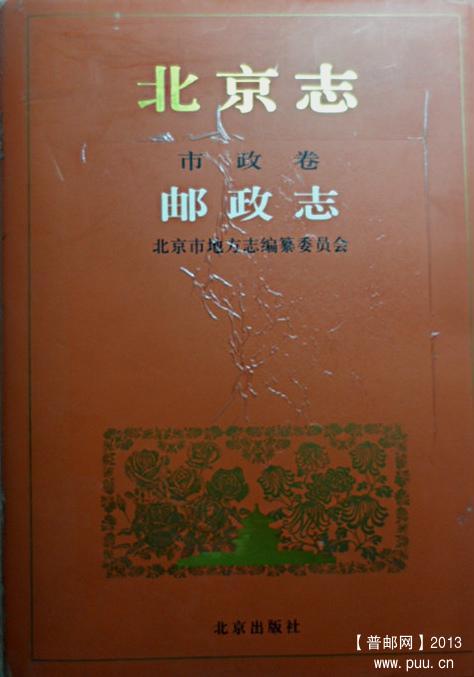 北京志
市政卷
邮政志
北京市地方志编纂委员会
北京出版社
【普邮网】2013
www.puu.cn